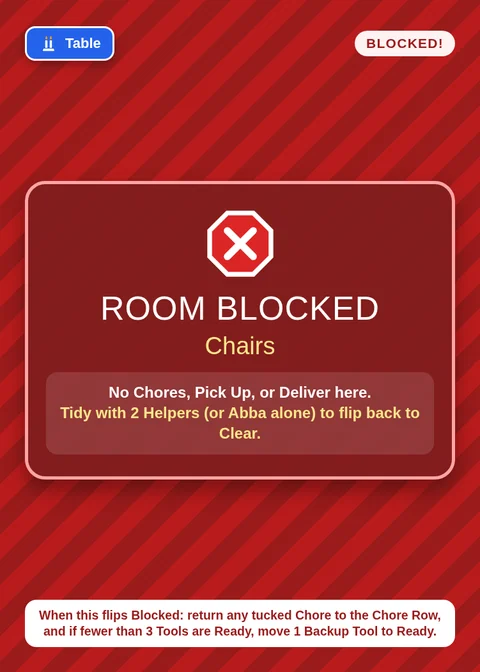 Table
BLOCKED!
ROOM BLOCKED
Chairs
No Chores, Pick Up, or Deliver here.
Tidy with 2 Helpers (or Abba alone) to flip back to
Clear.
When this flips Blocked: return any tucked Chore to the Chore Row,
and if fewer than 3 Tools are Ready, move 1 Backup Tool to Ready.